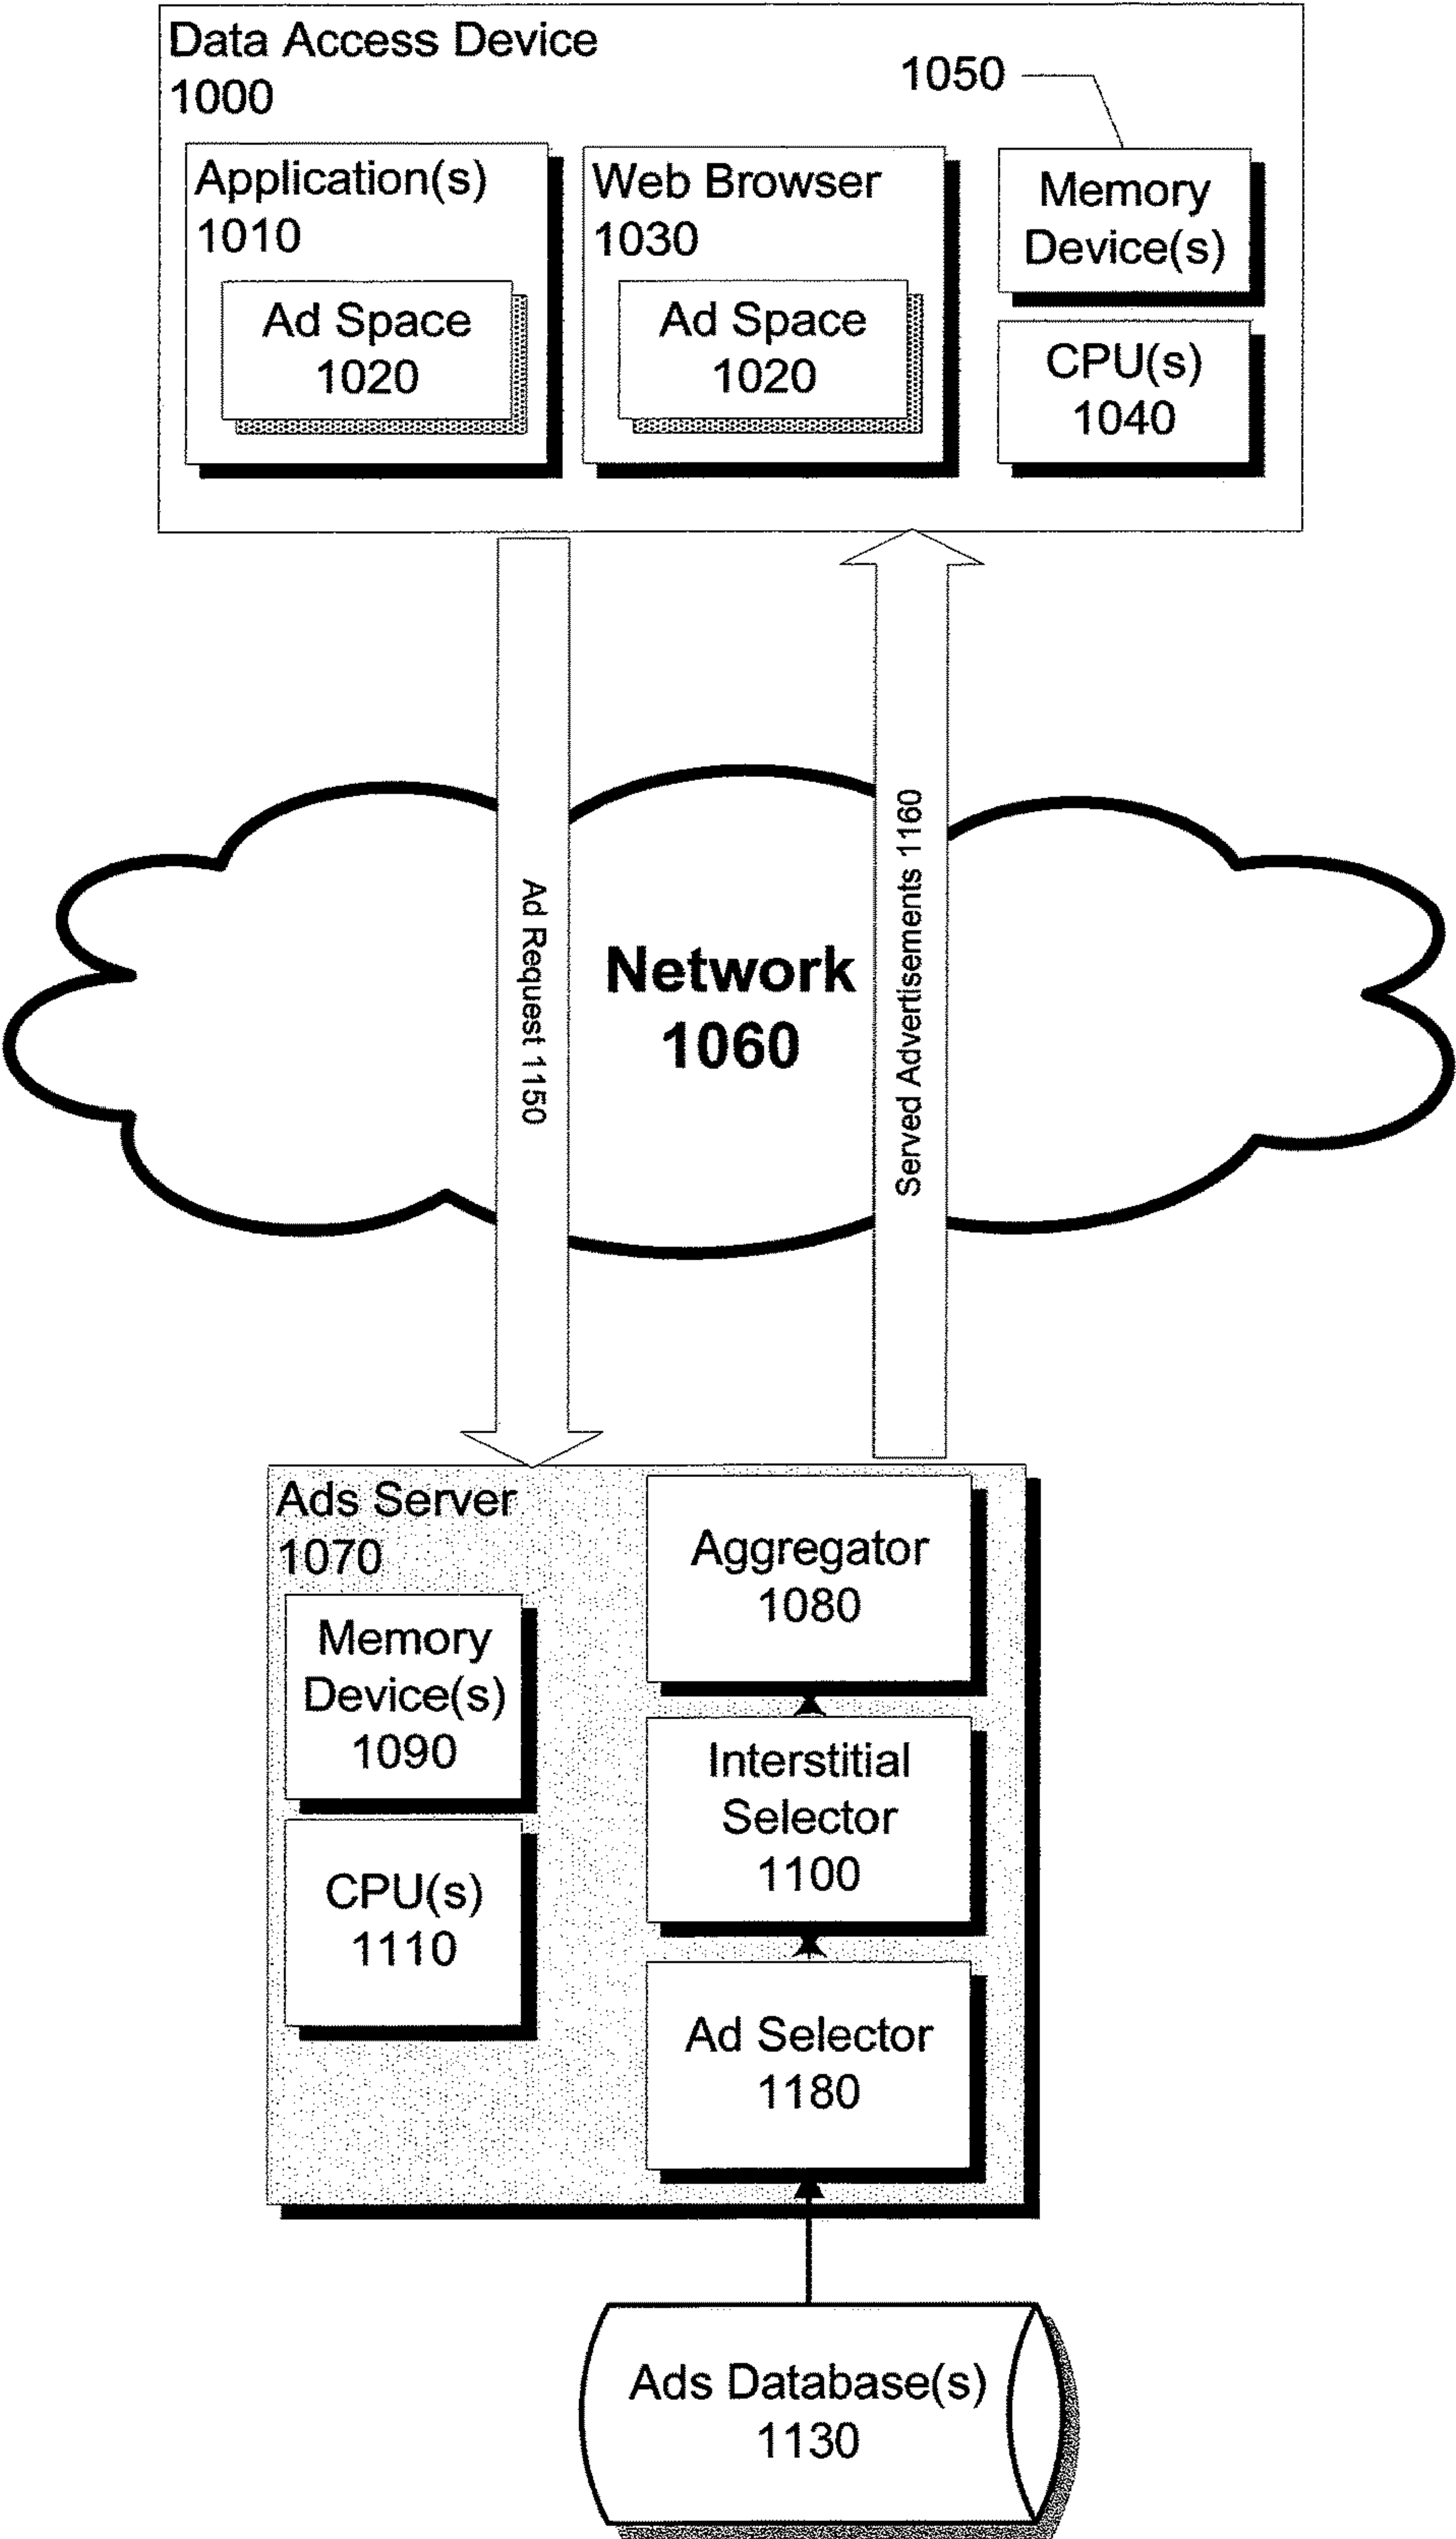 Data Access Device
1000
1050
Application(s)
1010
Ad Space
1020
Web Browser
1030
Ad Space
1020
Memory
Device(s)
CPU(s)
1040
Ad Request 1150
Network
1060
Served Advertisements 1160
Ads Server
1070
Memory
Device(s)
1090
CPU(s)
1110
Aggregator
1080
Interstitial
Selector
1100
Ad Selector
1180
Ads Database(s)
1130